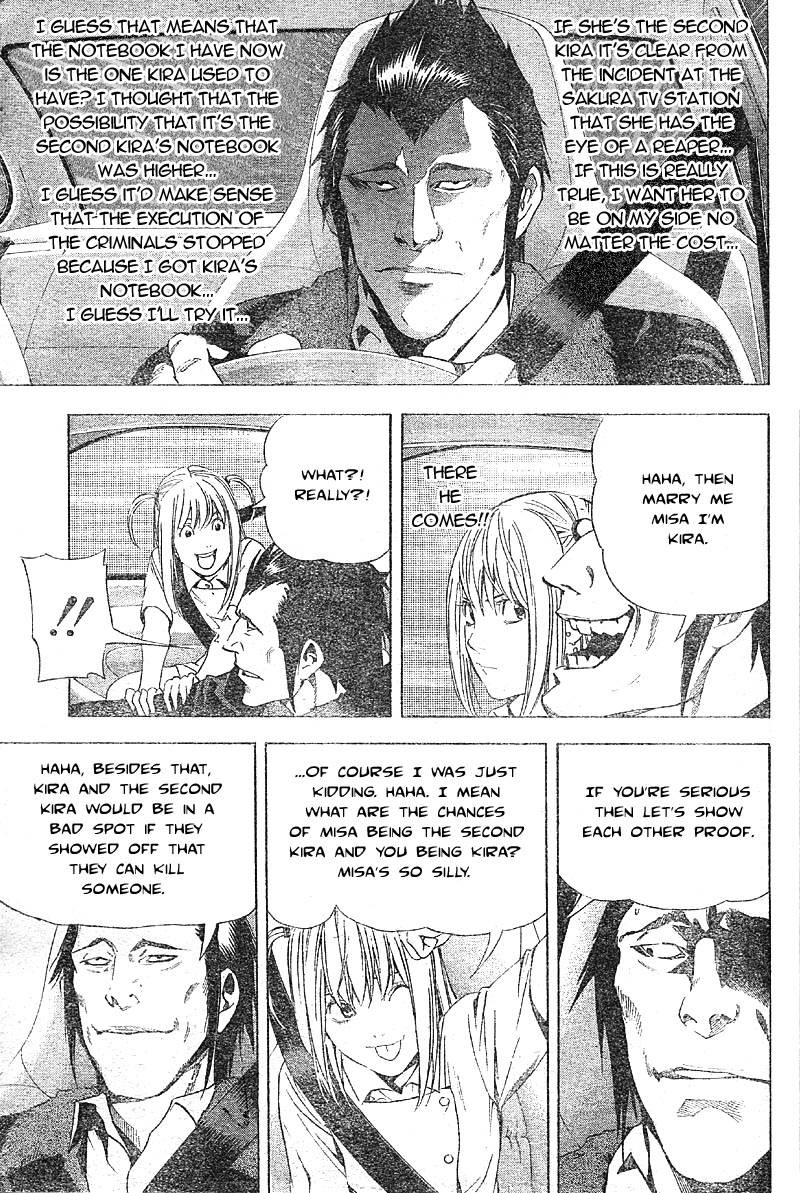 IF SHE'S THE SECOND
KIRA IT'S CLEAR FROM
THE INCIDENT AT THE
SAKURA TV STATION
THAT SHE HAS THE
EYE OF A REAPER...
IF THIS IS REALLY
TRUE, I WANT HER TO
BE ON MY SIDE NO
MATTER THE COST...
I GUESS THAT MEANS THAT
THE NOTEBOOK I HAVE NOW
IS THE ONE KIRA USED TO
HAVE? I THOUGHT THAT THE
POSSIBILITY THAT IT'S THE
SECOND KIRA'S NOTEBOOK
WAS HIGHER...
I GUESS IT'D MAKE SENSE
THAT THE EXECUTION OF
THE CRIMINALS STOPPED
BECAUSE I GOT KIRA'S
NOTEBOOK...
I GUESS I'LL TRY IT...
HAHA, THEN
MARRY ME
MISA I'M
KIRA.
THERE
HE
COMES!!
WHAT?!
REALLY?!
!!
IF YOU'RE SERIOUS
THEN LET'S SHOW
EACH OTHER PROOF.
...OF COURSE I WAS JUST
KIDDING. HAHA. I MEAN
WHAT ARE THE CHANCES
OF MISA BEING THE SECOND
KIRA AND YOU BEING KIRA?
MISA'S SO SILLY.
HAHA, BESIDES THAT,
KIRA AND THE SECOND
KIRA WOULD BE IN A
BAD SPOT IF THEY
SHOWED OFF THAT
THEY CAN KILL
SOMEONE.